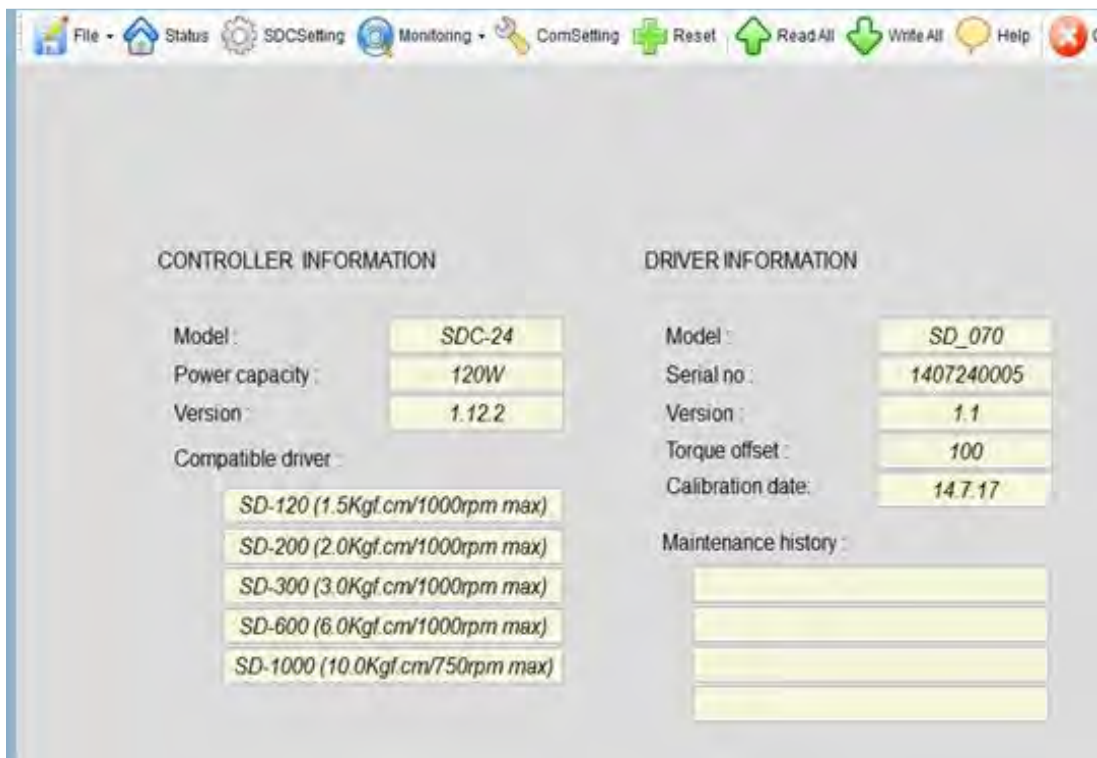 File Status SDCSetting Monitoring ComSetting Reset Read All Write All Help
CONTROLLER INFORMATION
Model : SDC-24
Power capacity : 120W
Version : 1.12.2
Compatible driver :
SD-120 (1.5Kgf.cm/1000rpm max)
SD-200 (2.0Kgf.cm/1000rpm max)
SD-300 (3.0Kgf.cm/1000rpm max)
SD-600 (6.0Kgf.cm/1000rpm max)
SD-1000 (10.0Kgf.cm/750rpm max)
DRIVER INFORMATION
Model : SD_070
Serial no : 1407240005
Version : 1.1
Torque offset : 100
Calibration date: 14.7.17
Maintenance history :